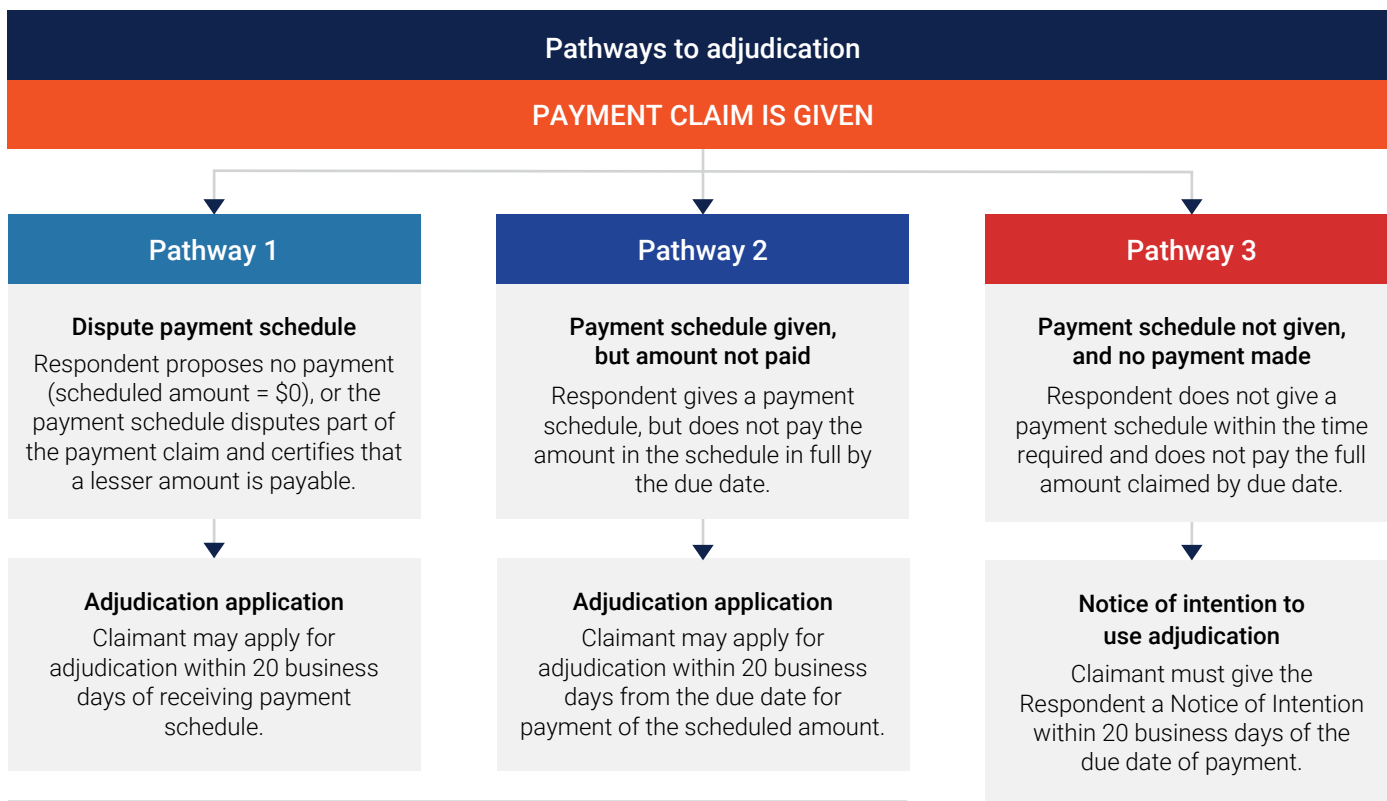 Pathways to adjudication
PAYMENT CLAIM IS GIVEN
Pathway 1
Dispute payment schedule
Respondent proposes no payment
(scheduled amount = $0), or the
payment schedule disputes part of
the payment claim and certifies that
a lesser amount is payable.
Adjudication application
Claimant may apply for
adjudication within 20 business
days of receiving payment
schedule.
Pathway 2
Payment schedule given,
but amount not paid
Respondent gives a payment
schedule, but does not pay the
amount in the schedule in full by
the due date.
Adjudication application
Claimant may apply for
adjudication within 20 business
days from the due date for
payment of the scheduled amount.
Pathway 3
Payment schedule not given,
and no payment made
Respondent does not give a
payment schedule within the time
required and does not pay the full
amount claimed by due date.
Notice of intention to
use adjudication
Claimant must give the
Respondent a Notice of Intention
within 20 business days of the
due date of payment.